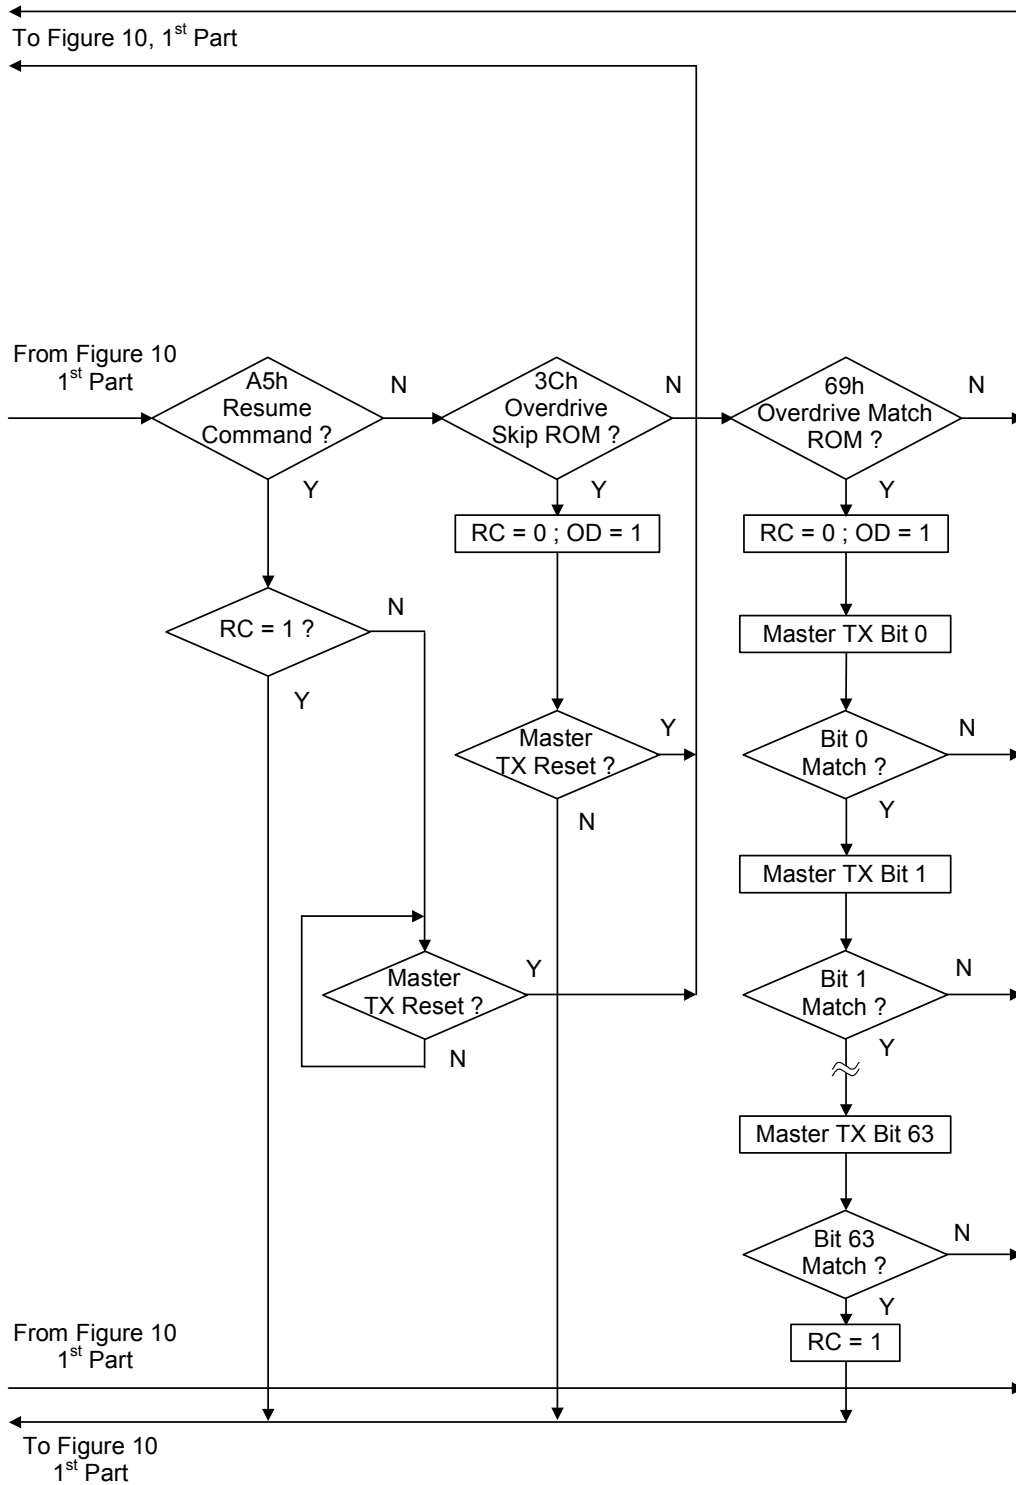 To Figure 10, 1st Part
From Figure 10
1st Part
A5h
Resume
Command ?
N
Y
3Ch
Overdrive
Skip ROM ?
N
Y
69h
Overdrive Match
ROM ?
N
Y
RC = 0 ; OD = 1
RC = 0 ; OD = 1
RC = 1 ?
N
Y
Master TX Bit 0
Master
TX Reset ?
Y
N
Bit 0
Match ?
N
Y
Master TX Bit 1
Master
TX Reset ?
Y
N
Bit 1
Match ?
N
Y
Master TX Bit 63
Bit 63
Match ?
N
Y
RC = 1
From Figure 10
1st Part
To Figure 10
1st Part